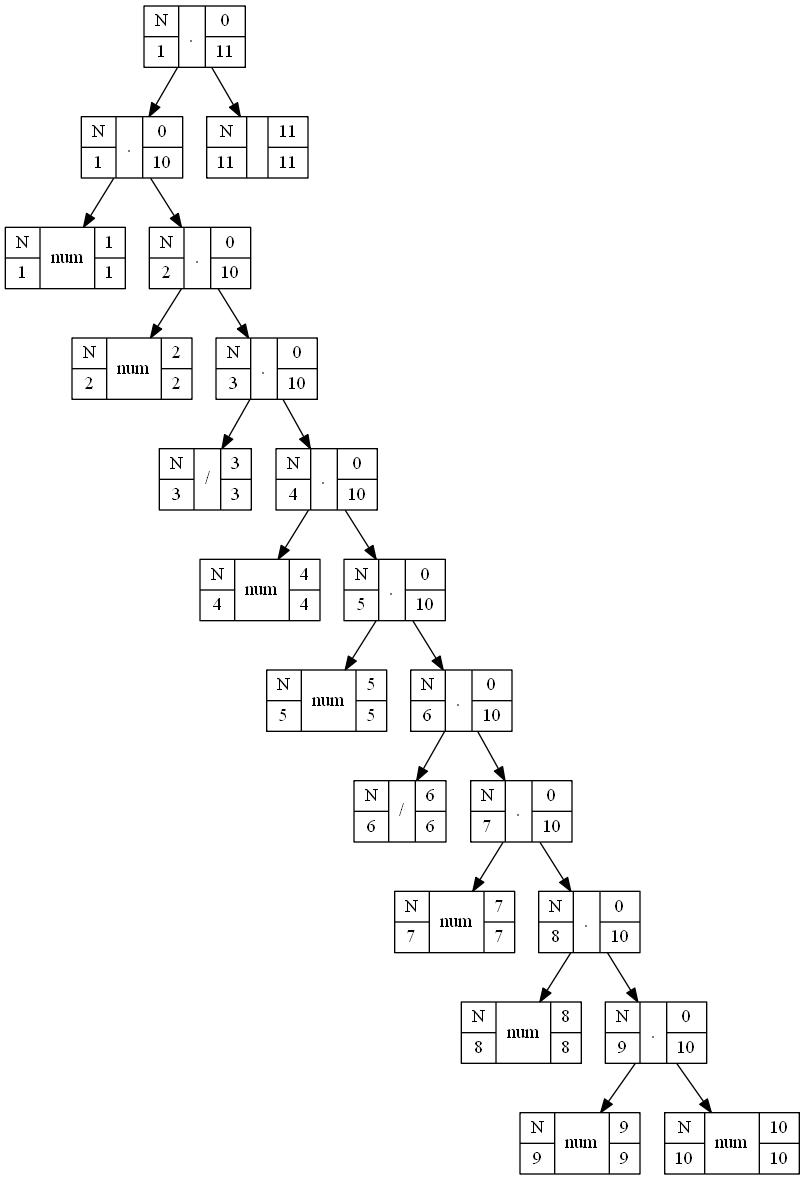 N . 0
1 11
N . 0 N 11
1 10 11 11
N num 1 N . 0
1 1 2 10
N num 2 N . 0
2 2 3 10
N / 3 N . 0
3 3 4 10
N num 4 N . 0
4 4 5 10
N num 5 N . 0
5 5 6 10
N / 6 N . 0
6 6 7 10
N num 7 N . 0
7 7 8 10
N num 8 N . 0
8 8 9 10
N num 9 N num 10
9 9 10 10